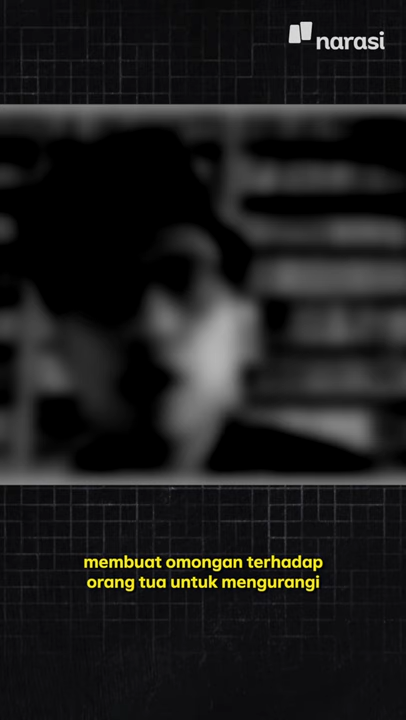 narasi
membuat omongan terhadap
orang tua untuk mengurangi